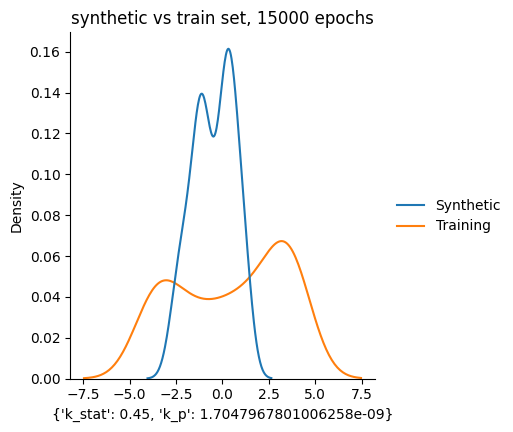 synthetic vs train set, 15000 epochs
0.16
0.14
0.12
0.10
0.08
0.06
0.04
0.02
0.00
Density
Synthetic
Training
−7.5 −5.0 −2.5 0.0 2.5 5.0 7.5
{'k_stat': 0.45, 'k_p': 1.7047967801006258e-09}